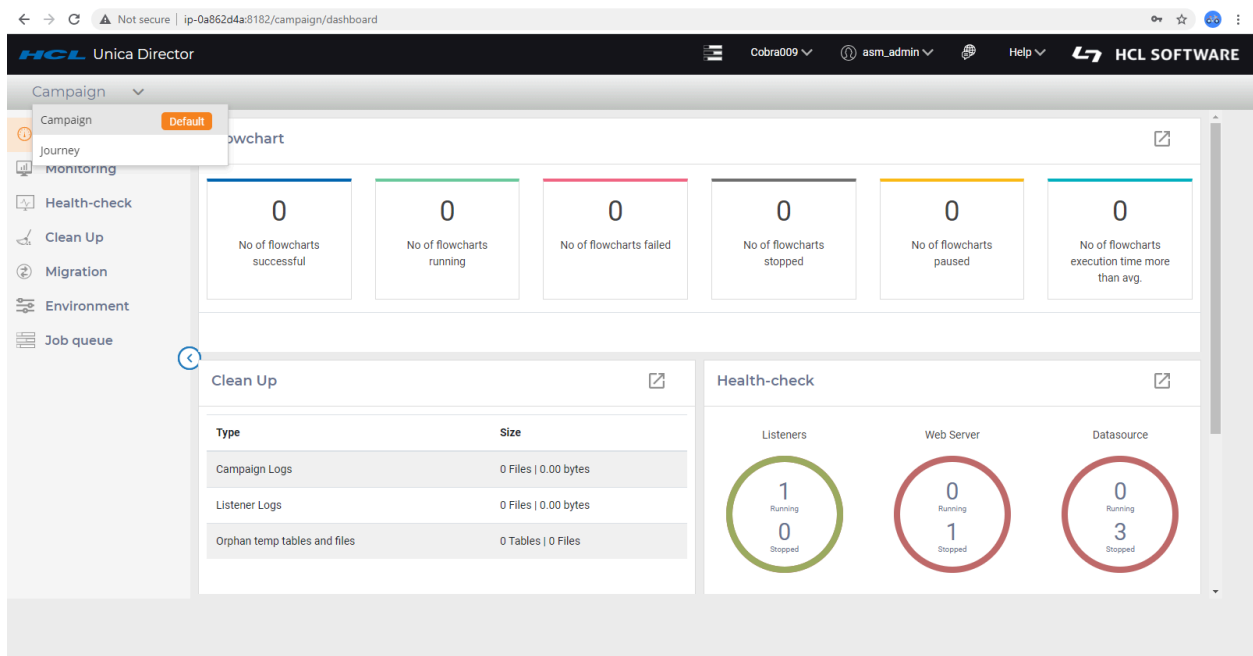 Not secure | ip-0a862d4a:8182/campaign/dashboard
HCL Unica Director
Cobra009
asm_admin
Help
HCL SOFTWARE
Campaign
Campaign Default
Journey
Monitoring
Health-check
Clean Up
Migration
Environment
Job queue
owchart
0
No of flowcharts
successful
0
No of flowcharts
running
0
No of flowcharts failed
0
No of flowcharts
stopped
0
No of flowcharts
paused
0
No of flowcharts
execution time more
than avg.
Clean Up
Type Size
Campaign Logs 0 Files | 0.00 bytes
Listener Logs 0 Files | 0.00 bytes
Orphan temp tables and files 0 Tables | 0 Files
Health-check
Listeners
1
Running
0
Stopped
Web Server
0
Running
1
Stopped
Datasource
0
Running
3
Stopped